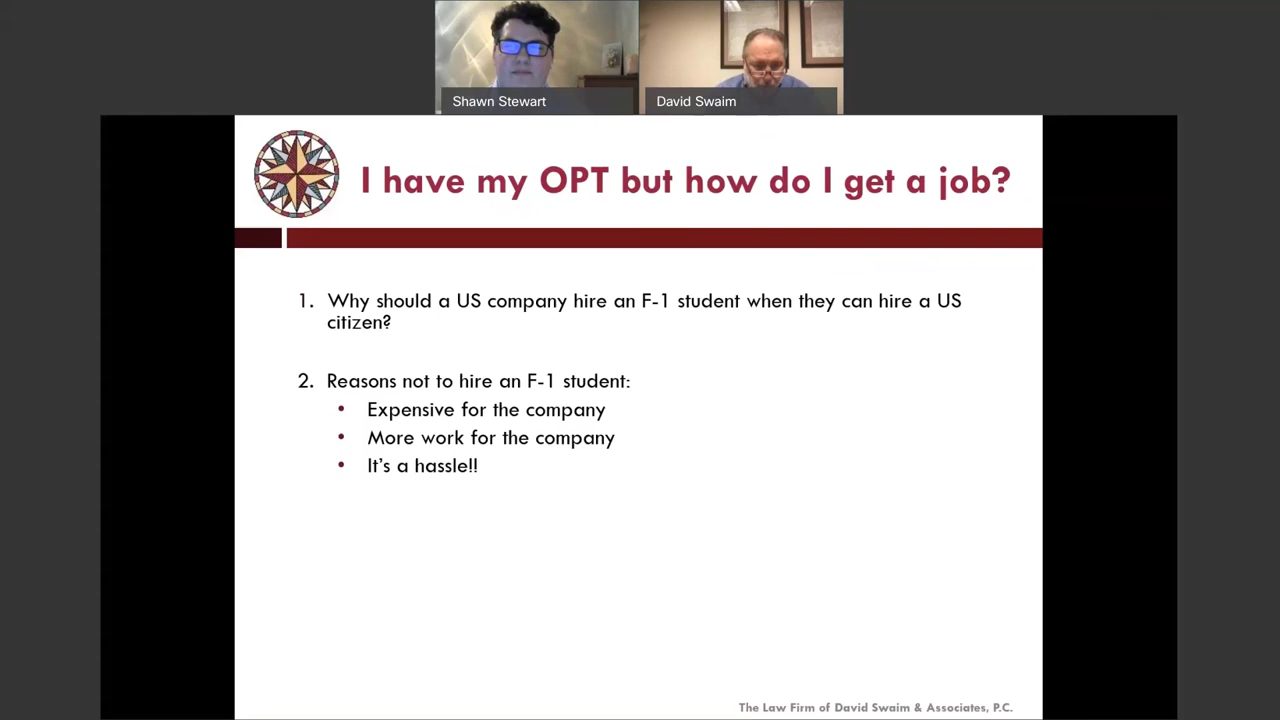 Shawn Stewart
David Swaim
I have my OPT but how do I get a job?
1. Why should a US company hire an F-1 student when they can hire a US
citizen?
2. Reasons not to hire an F-1 student:
• Expensive for the company
• More work for the company
• It's a hassle!!
The Law Firm of David Swaim & Associates, P.C.